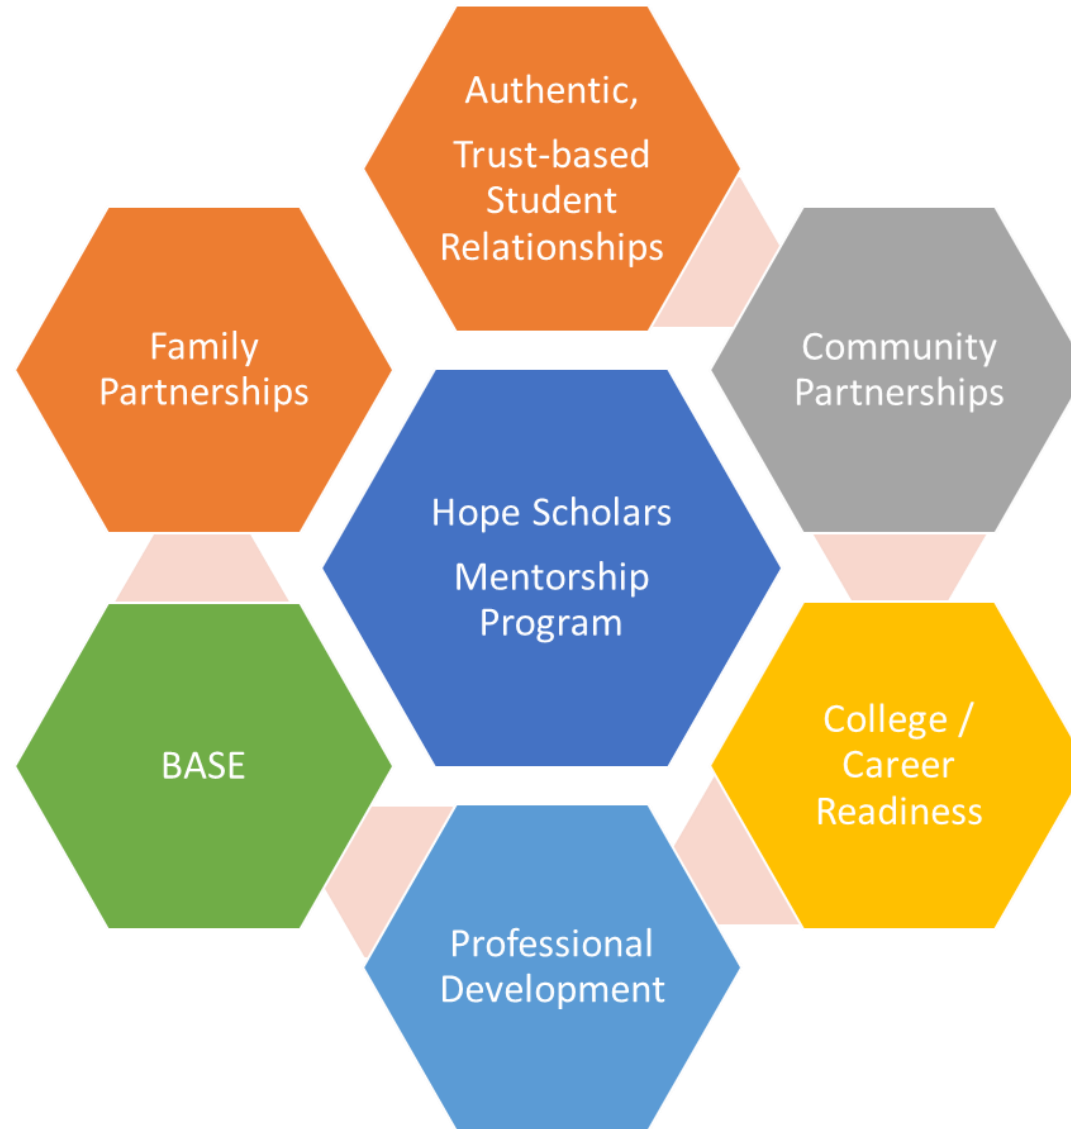 Authentic,
Trust-based
Student
Relationships
Family
Partnerships
Community
Partnerships
Hope Scholars
Mentorship
Program
BASE
College /
Career
Readiness
Professional
Development